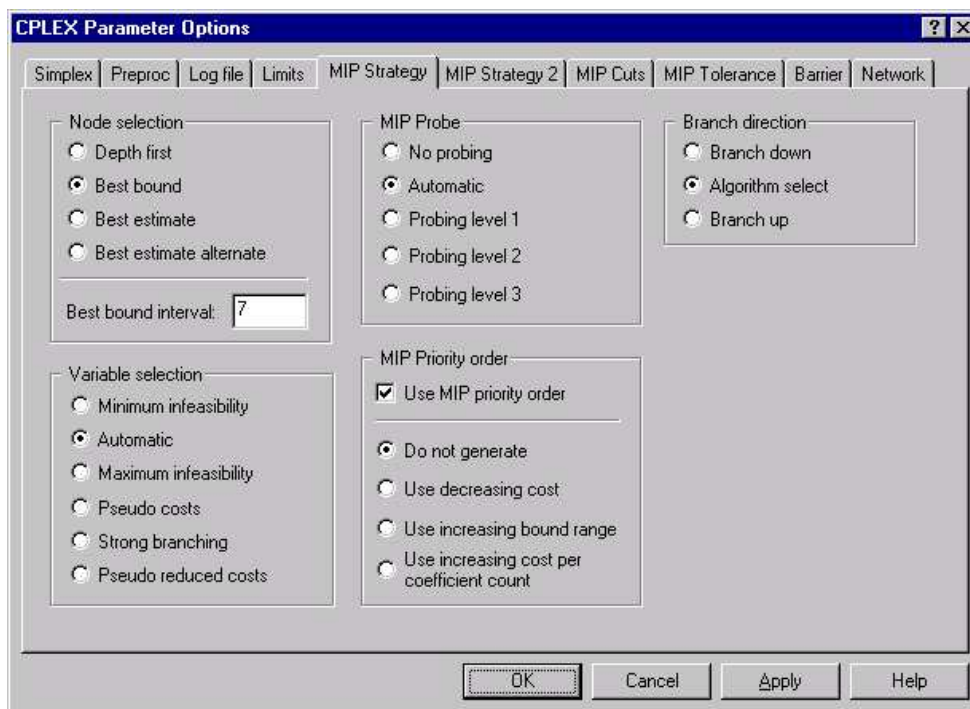 CPLEX Parameter Options
Simplex Preproc Log file Limits MIP Strategy MIP Strategy 2 MIP Cuts MIP Tolerance Barrier Network
Node selection
Depth first
Best bound
Best estimate
Best estimate alternate
Best bound interval: 7
Variable selection
Minimum infeasibility
Automatic
Maximum infeasibility
Pseudo costs
Strong branching
Pseudo reduced costs
MIP Probe
No probing
Automatic
Probing level 1
Probing level 2
Probing level 3
MIP Priority order
Use MIP priority order
Do not generate
Use decreasing cost
Use increasing bound range
Use increasing cost per
coefficient count
Branch direction
Branch down
Algorithm select
Branch up
OK Cancel Apply Help